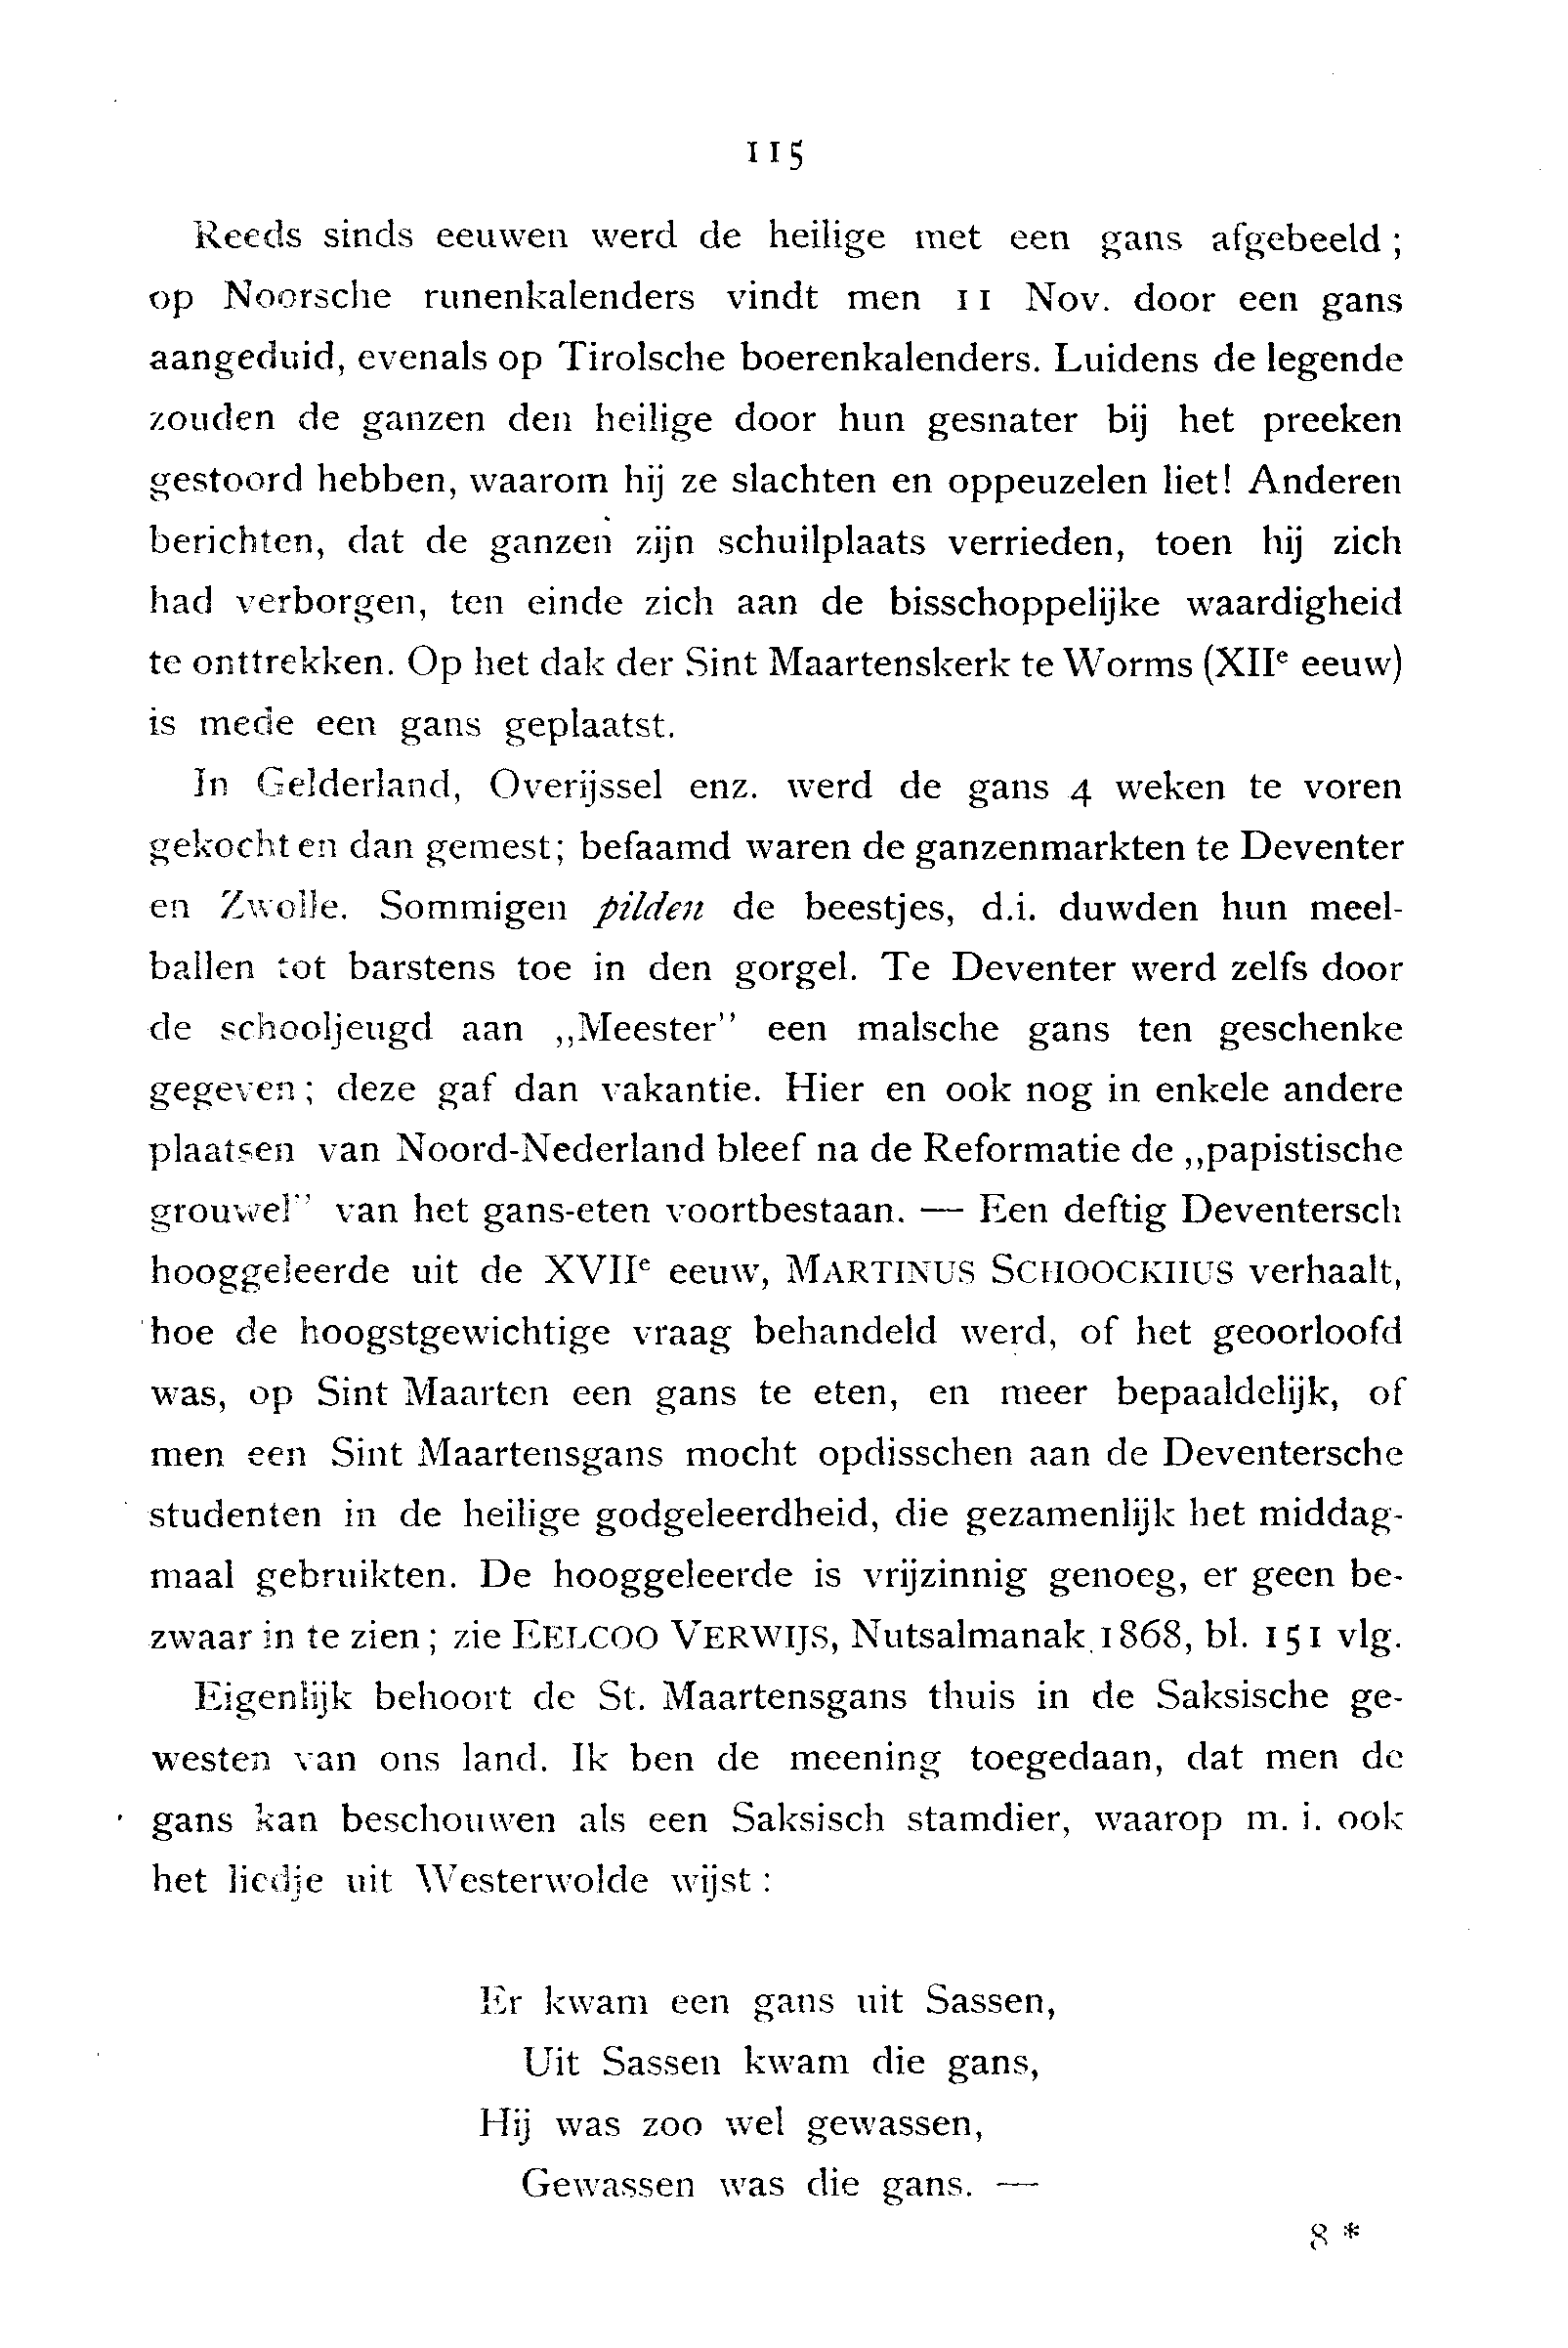 115
Reeds sinds eeuwen werd de heilige met een gans afgebeeld ;
op Noorsche runenkalenders vindt men 11 Nov. door een gans
aangeduid, evenals op Tirolsche boerenkalenders. Luidens de legende
zouden de ganzen den heilige door hun gesnater bij het preeken
gestoord hebben, waarom hij ze slachten en oppeuzelen liet! Anderen
berichten, dat de ganzen zijn schuilplaats verrieden, toen hij zich
had verborgen, ten einde zich aan de bisschoppelijke waardigheid
te onttrekken. Op het dak der Sint Maartenskerk te Worms (XIIe eeuw)
is mede een gans geplaatst.
In Gelderland, Overijssel enz. werd de gans 4 weken te voren
gekocht en dan gemest; befaamd waren de ganzenmarkten te Deventer
en Zwolle. Sommigen pilden de beestjes, d.i. duwden hun meel-
ballen tot barstens toe in den gorgel. Te Deventer werd zelfs door
de schooljeugd aan „Meester” een malsche gans ten geschenke
gegeven ; deze gaf dan vakantie. Hier en ook nog in enkele andere
plaatsen van Noord-Nederland bleef na de Reformatie de „papistische
grouwel” van het gans-eten voortbestaan. — Een deftig Deventersch
hooggeleerde uit de XVIIe eeuw, MARTINUS SCHOOCKIIUS verhaalt,
hoe de hoogstgewichtige vraag behandeld werd, of het geoorloofd
was, op Sint Maarten een gans te eten, en meer bepaaldelijk, of
men een Sint Maartensgans mocht opdisschen aan de Deventersche
studenten in de heilige godgeleerdheid, die gezamenlijk het middag-
maal gebruikten. De hooggeleerde is vrijzinnig genoeg, er geen be-
zwaar in te zien ; zie EELCOO VERWIJS, Nutsalmanak 1868, bl. 151 vlg.
Eigenlijk behoort de St. Maartensgans thuis in de Saksische ge-
westen van ons land. Ik ben de meening toegedaan, dat men de
gans kan beschouwen als een Saksisch stamdier, waarop m. i. ook
het liedje uit Westerwolde wijst :
Er kwam een gans uit Sassen,
Uit Sassen kwam die gans,
Hij was zoo wel gewassen,
Gewassen was die gans. —
8 *